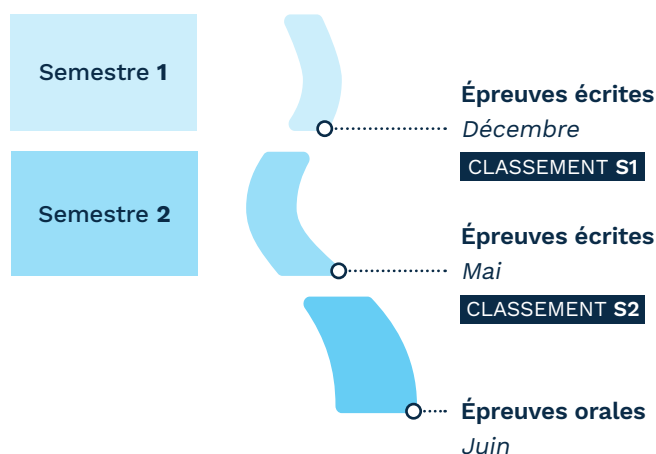 Semestre 1
Épreuves écrites
Décembre
CLASSEMENT S1
Semestre 2
Épreuves écrites
Mai
CLASSEMENT S2
Épreuves orales
Juin